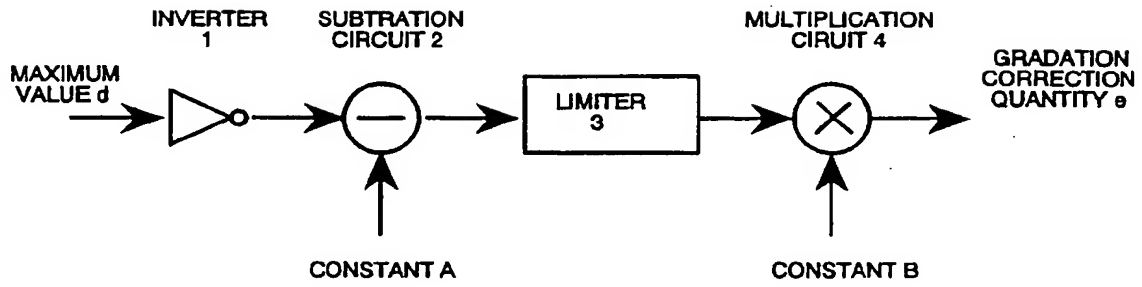 INVERTER
1
SUBTRATION
CIRCUIT 2
MULTIPLICATION
CIRUIT 4
MAXIMUM
VALUE d
LIMITER
3
GRADATION
CORRECTION
QUANTITY e
CONSTANT A
CONSTANT B